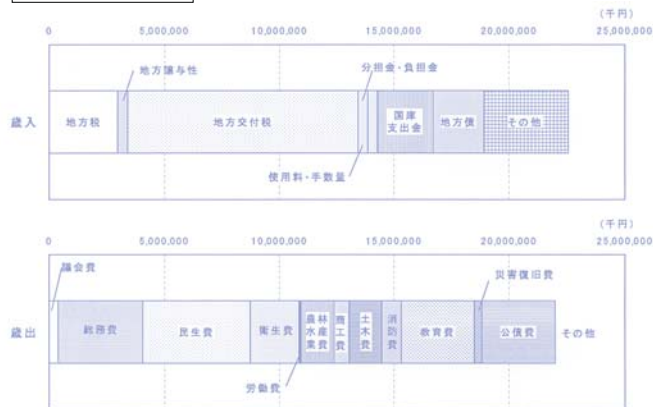 (千円)
0 5,000,000 10,000,000 15,000,000 20,000,000 25,000,000
地方譲与性 分担金・負担金
歳入 地方税 地方交付税 国庫支出金 地方債 その他
使用料・手数量
(千円)
0 5,000,000 10,000,000 15,000,000 20,000,000 25,000,000
議会費 災害復旧費
歳出 総務費 民生費 衛生費 農林水産業費 商工費 土木費 消防費 教育費 公債費 その他
労働費